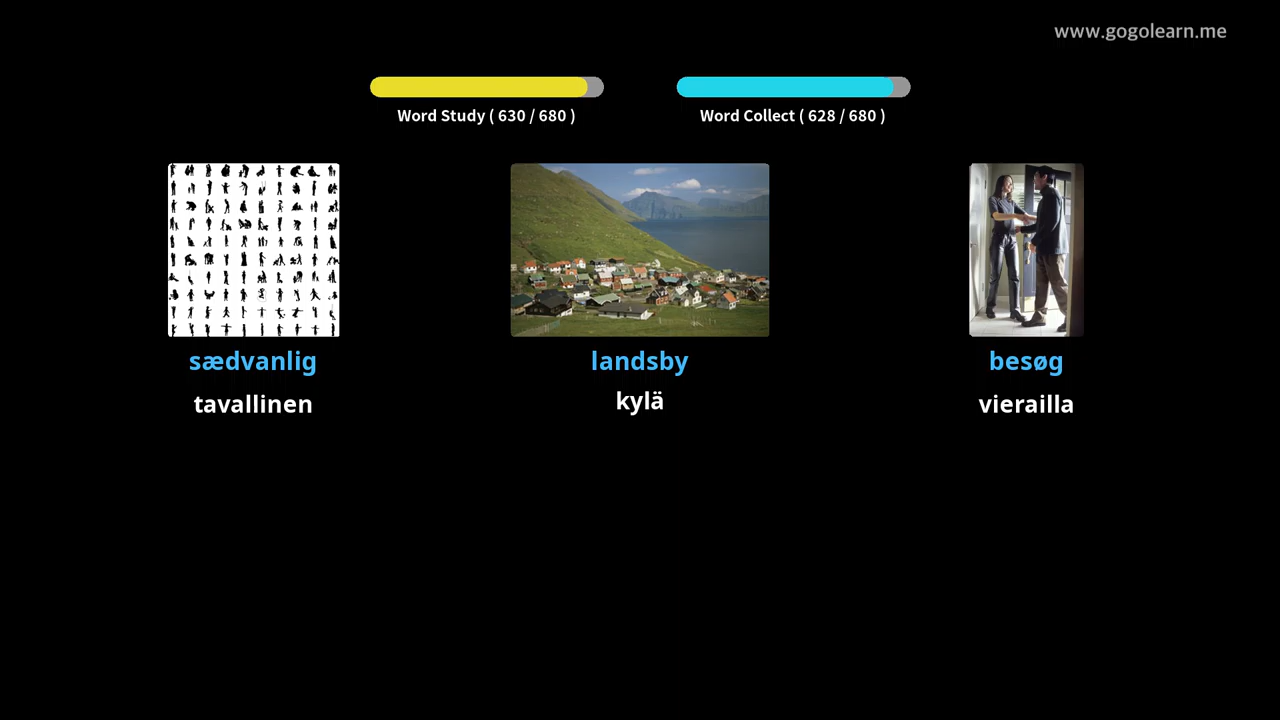 www.gogolearn.me
Word Study ( 630 / 680 )
Word Collect ( 628 / 680 )
sædvanlig
tavallinen
landsby
kylä
besøg
vierailla